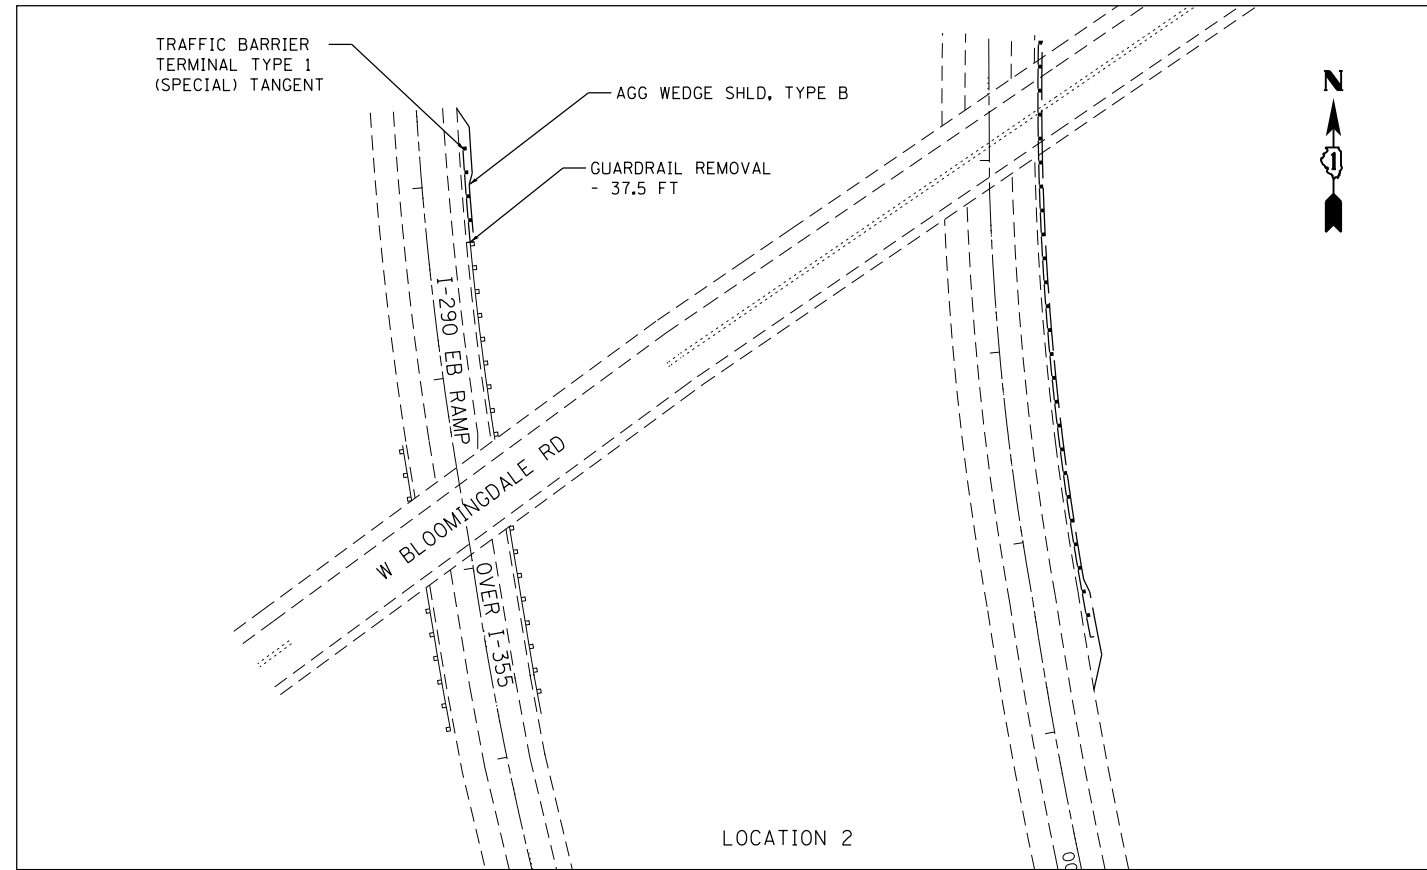 TRAFFIC BARRIER
TERMINAL TYPE 1
(SPECIAL) TANGENT
AGG WEDGE SHLD, TYPE B
GUARDRAIL REMOVAL
- 37.5 FT
N
1
I-290 EB RAMP
W BLOOMINGDALE RD
OVER I-355
LOCATION 2